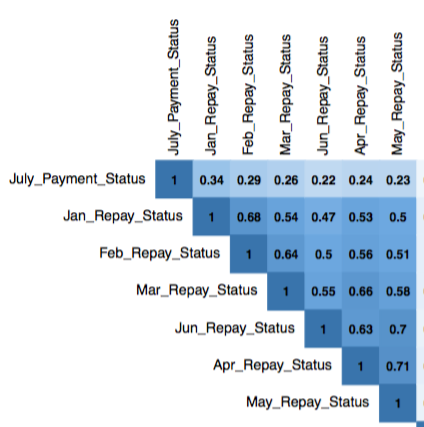 July_Payment_Status
Jan_Repay_Status
Feb_Repay_Status
Mar_Repay_Status
Jun_Repay_Status
Apr_Repay_Status
May_Repay_Status
July_Payment_Status 1 0.34 0.29 0.26 0.22 0.24 0.23
Jan_Repay_Status 1 0.68 0.54 0.47 0.53 0.5
Feb_Repay_Status 1 0.64 0.5 0.56 0.51
Mar_Repay_Status 1 0.55 0.66 0.58
Jun_Repay_Status 1 0.63 0.7
Apr_Repay_Status 1 0.71
May_Repay_Status 1